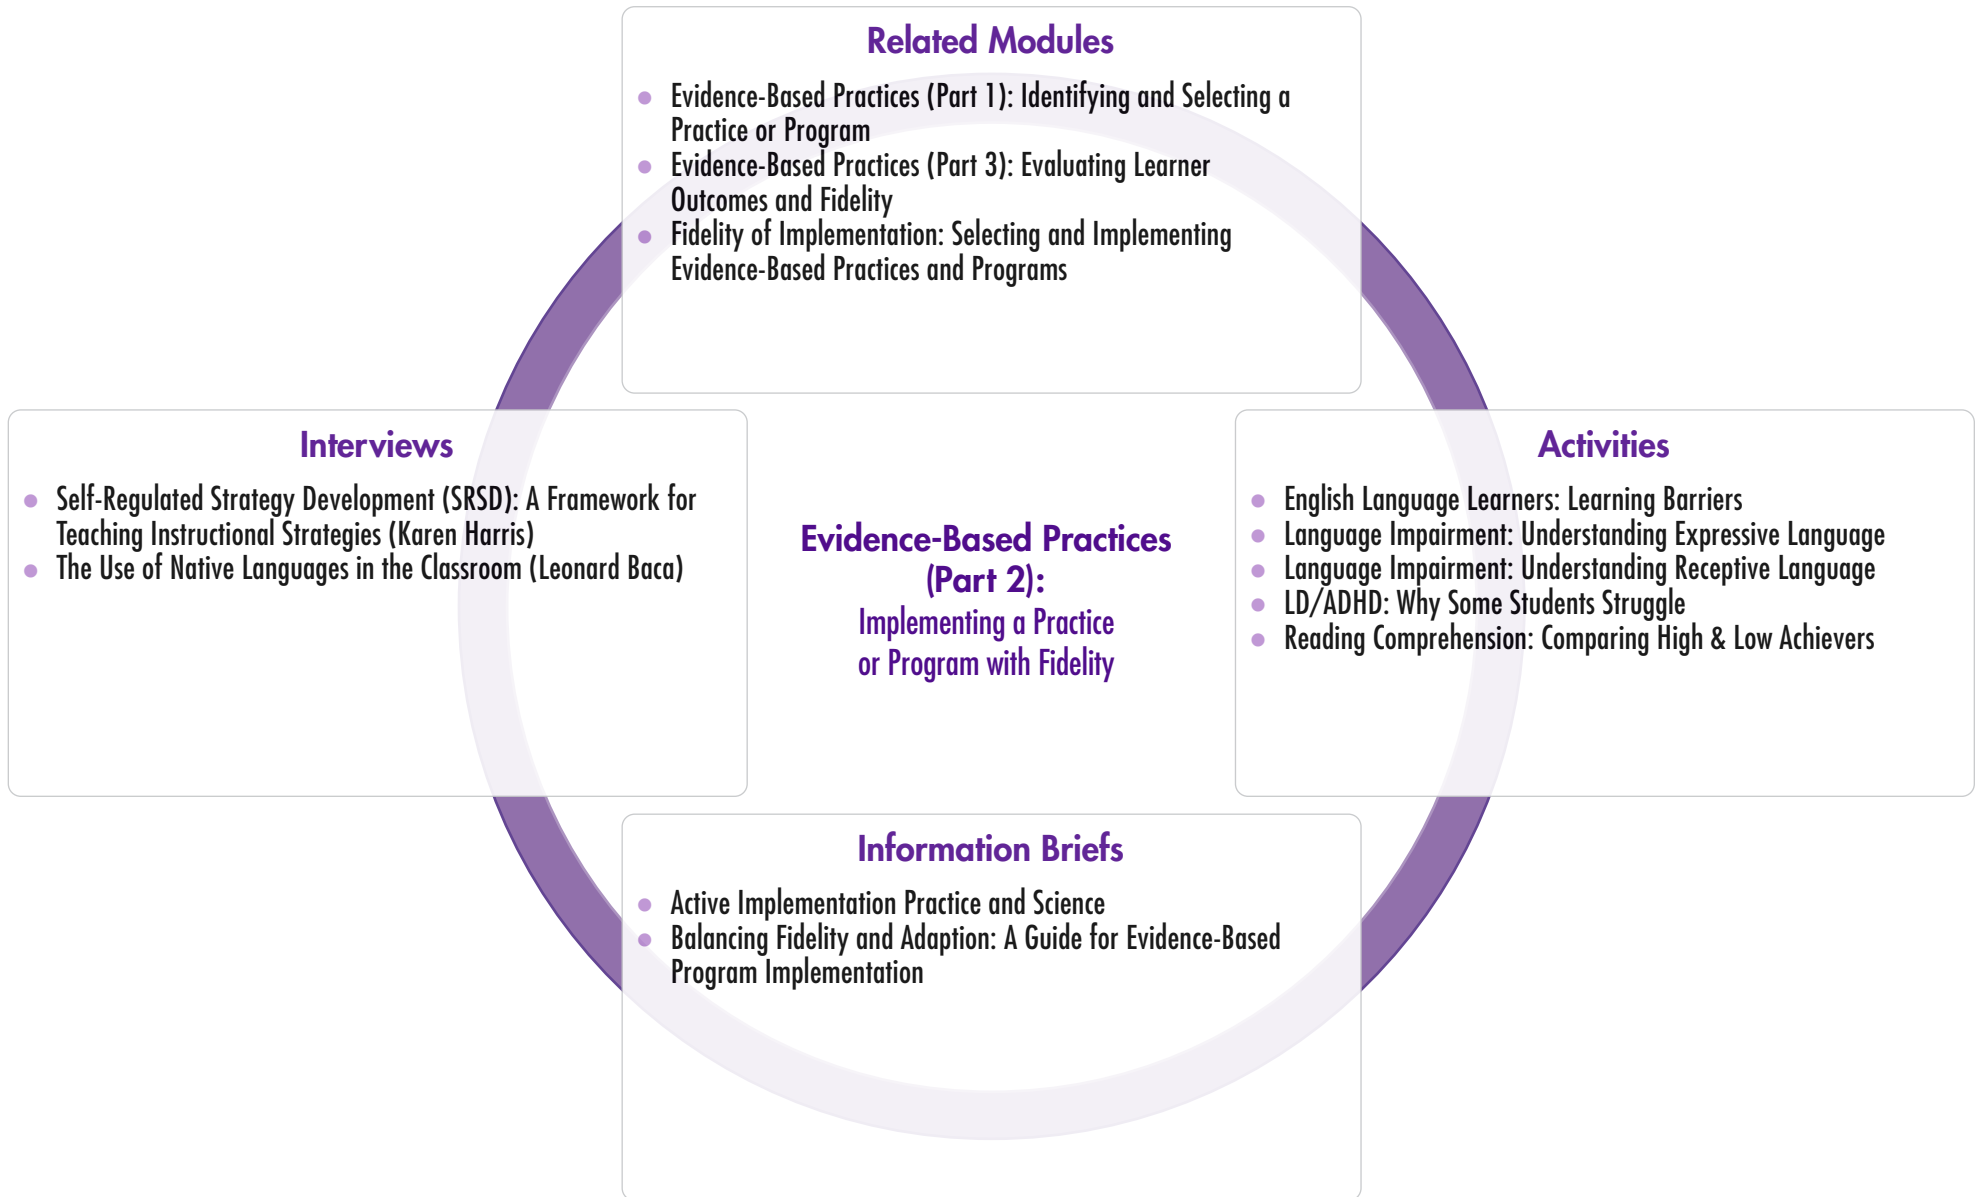 Related Modules
Evidence-Based Practices (Part 1): Identifying and Selecting a
Practice or Program
Evidence-Based Practices (Part 3): Evaluating Learner
Outcomes and Fidelity
Fidelity of Implementation: Selecting and Implementing
Evidence-Based Practices and Programs
Interviews
Self-Regulated Strategy Development (SRSD): A Framework for
Teaching Instructional Strategies (Karen Harris)
The Use of Native Languages in the Classroom (Leonard Baca)
Evidence-Based Practices
(Part 2):
Implementing a Practice
or Program with Fidelity
Activities
English Language Learners: Learning Barriers
Language Impairment: Understanding Expressive Language
Language Impairment: Understanding Receptive Language
LD/ADHD: Why Some Students Struggle
Reading Comprehension: Comparing High & Low Achievers
Information Briefs
Active Implementation Practice and Science
Balancing Fidelity and Adaption: A Guide for Evidence-Based
Program Implementation